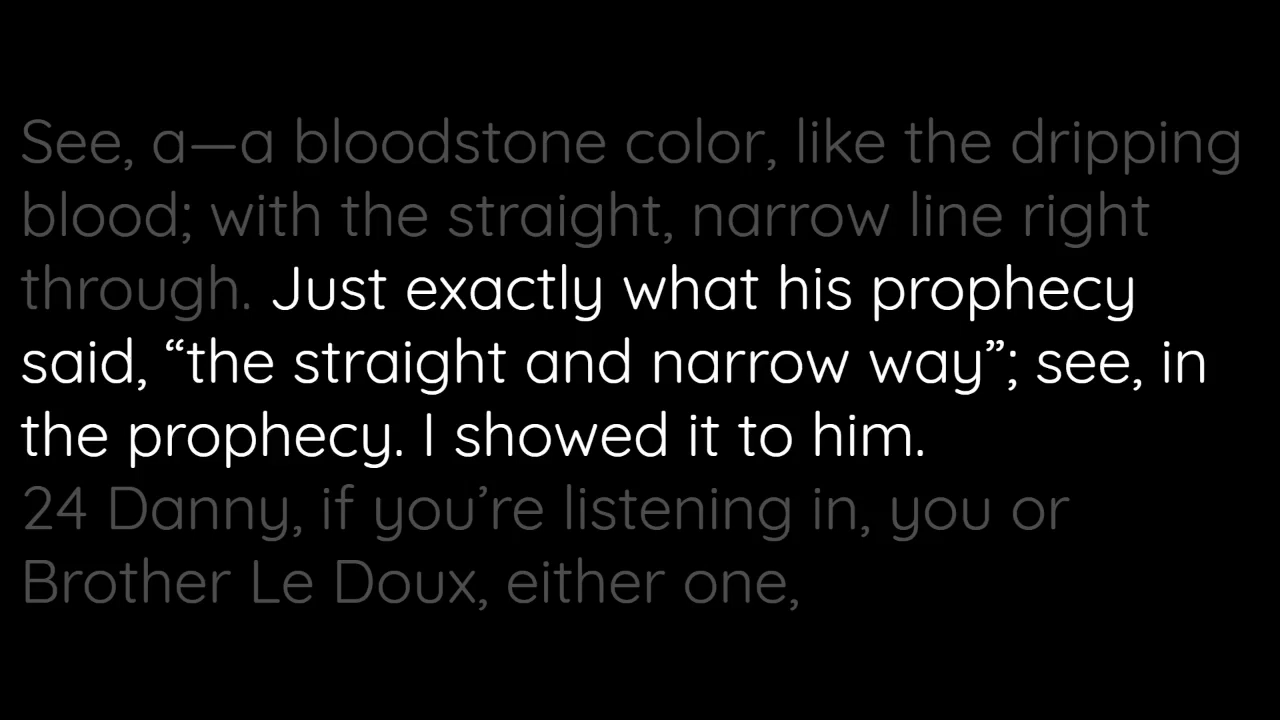 See, a—a bloodstone color, like the dripping
blood; with the straight, narrow line right
through. Just exactly what his prophecy
said, “the straight and narrow way”; see, in
the prophecy. I showed it to him.
24 Danny, if you’re listening in, you or
Brother Le Doux, either one,